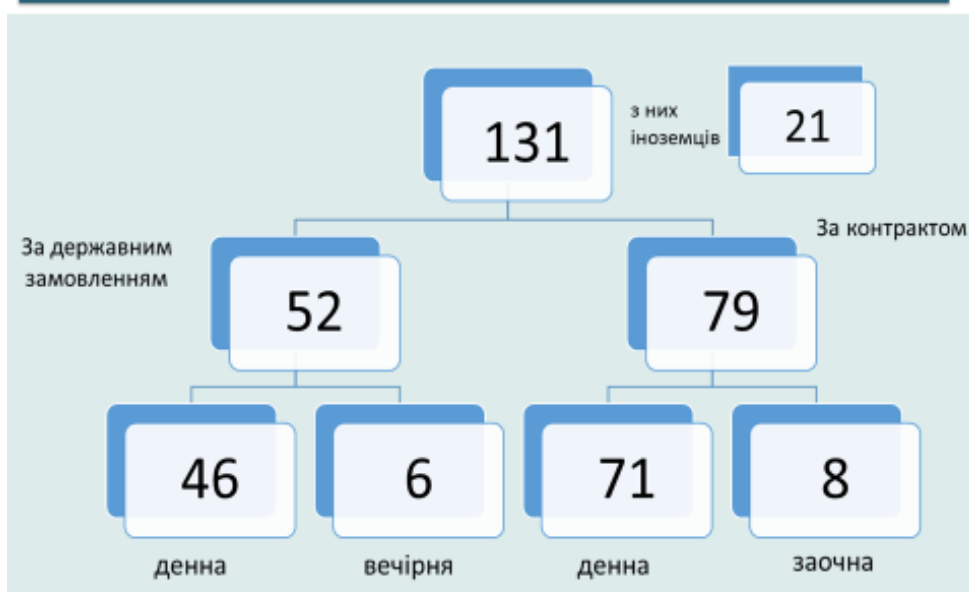 131
з них
іноземців
21
За державним
замовленням
За контрактом
52
79
46
6
71
8
денна
вечірня
денна
заочна